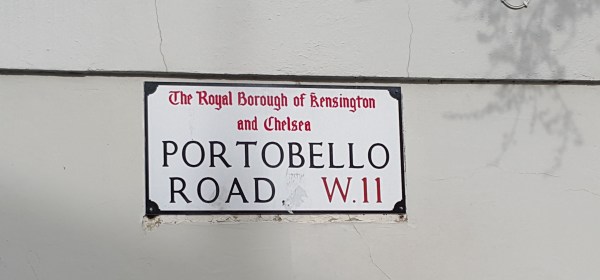 The Royal Borough of Kensington
and Chelsea
PORTOBELLO
ROAD, W.11